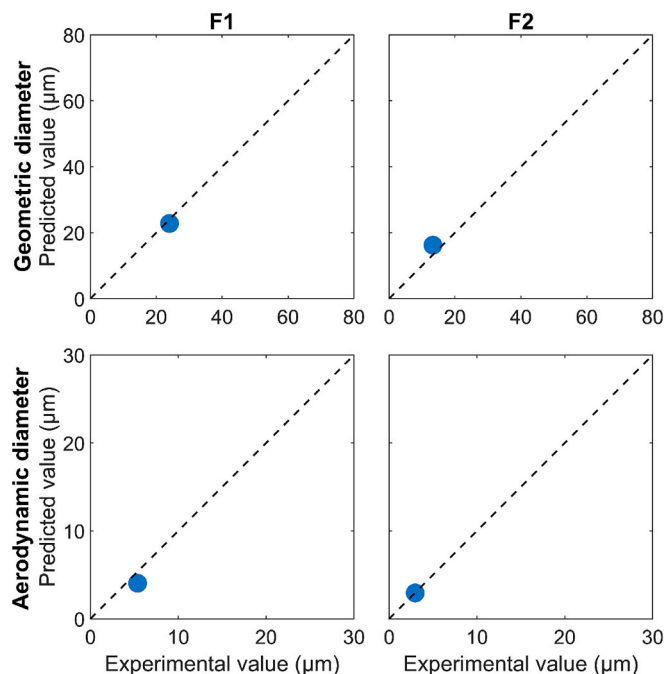 F1
F2
Geometric diameter
Predicted value (μm)
80
60
40
20
0
0 20 40 60 80
0 20 40 60 80
Aerodynamic diameter
Predicted value (μm)
30
20
10
0
0 10 20 30
0 10 20 30
Experimental value (μm)
Experimental value (μm)